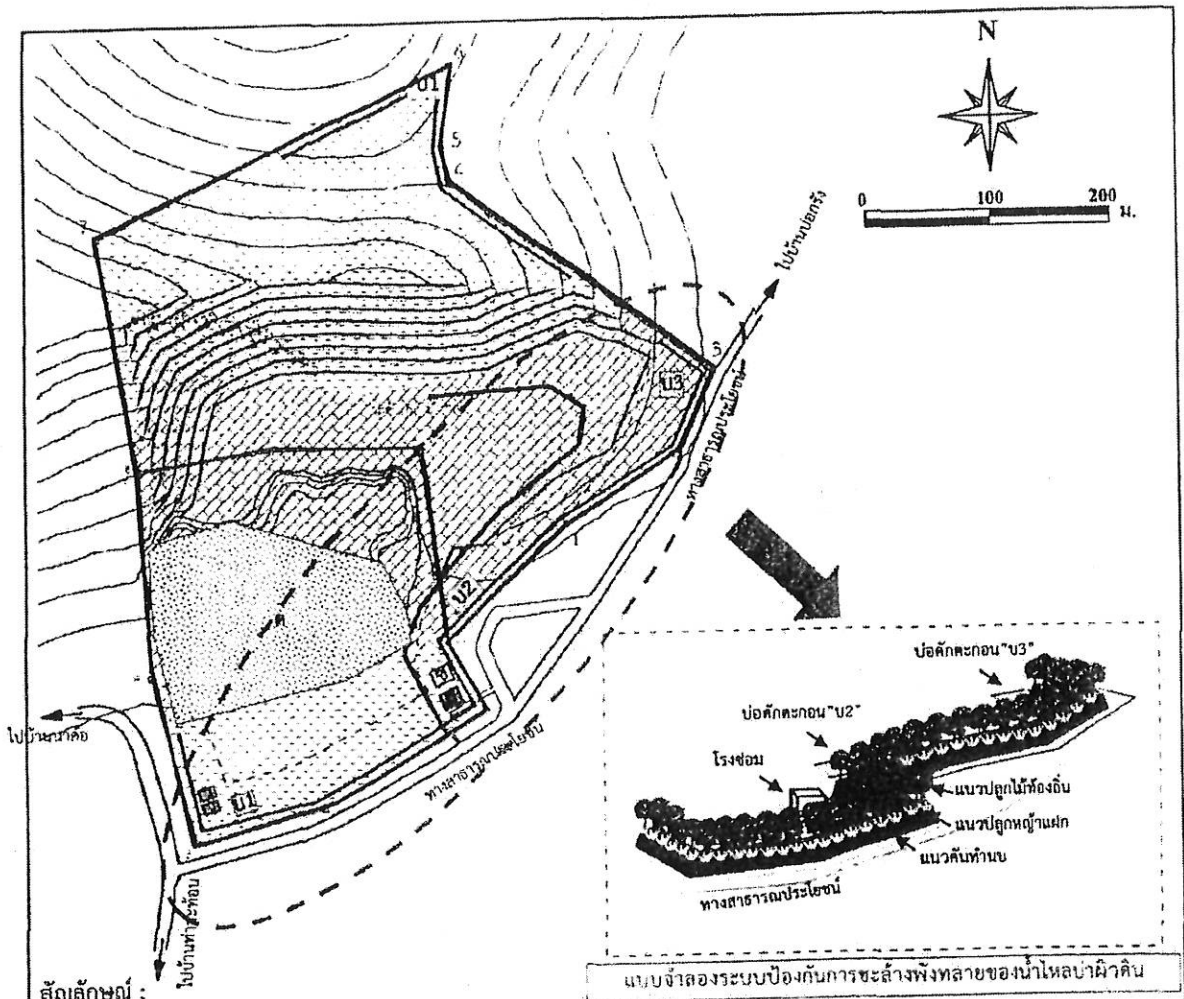 N
0 100 200 ม.
บ1
5
7
3
ไปบ้านบ่อกรัง
บ3
ทางสาธารณประโยชน์
บ2
1
ไปบ้านนาค้อ
บ1
ทางสาธารณประโยชน์
ไปบ้านท่ากะท้อน
บ่อดักตะกอน"บ3"
บ่อดักตะกอน"บ2"
โรงซ่อม
แนวปลูกไม้ท้องถิ่น
แนวปลูกหญ้าแฝก
แนวคันทำนบ
ทางสาธารณประโยชน์
แบบจำลองระบบป้องกันการชะล้างพังทลายของน้ำไหลบ่าผิวดิน
สัญลักษณ์ :